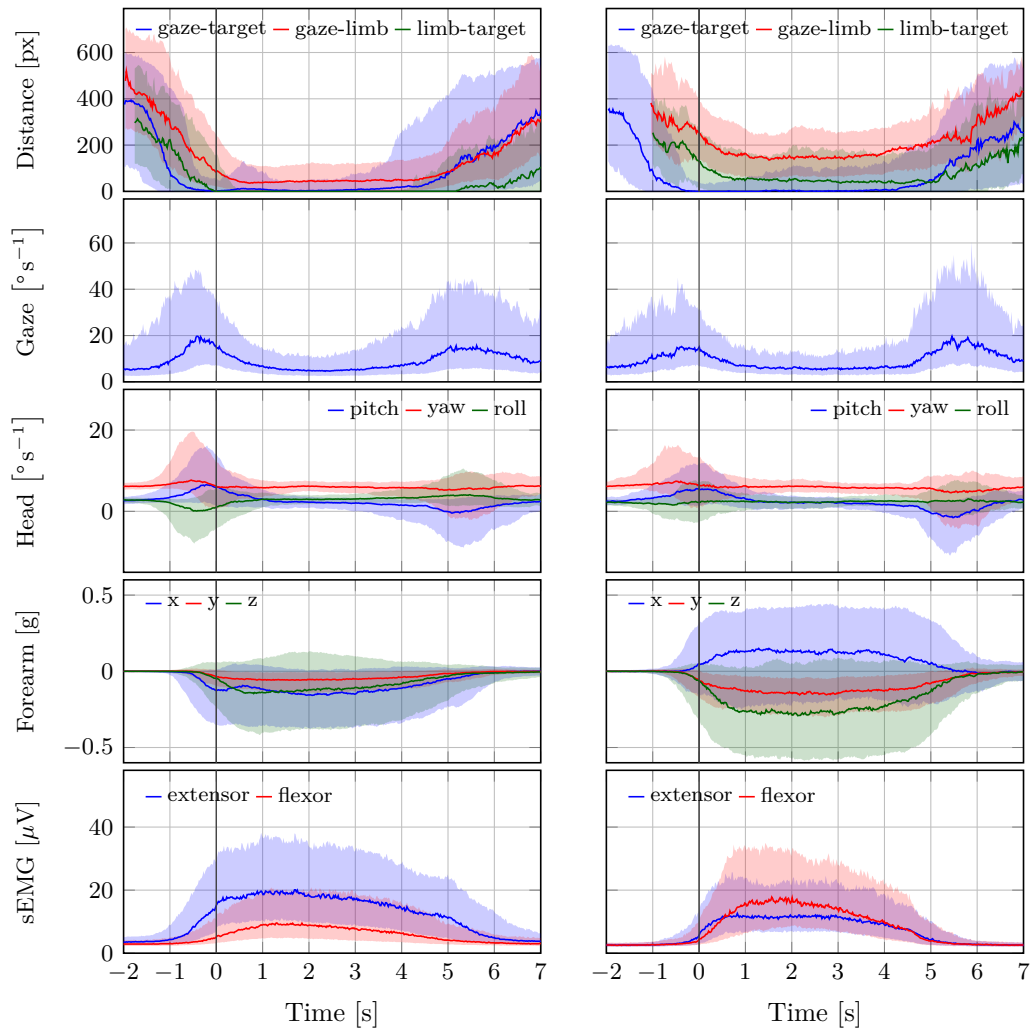 gaze-target gaze-limb limb-target
gaze-target gaze-limb limb-target
Distance [px]
600
400
200
0
Gaze [° s⁻¹]
60
40
20
0
pitch yaw roll
pitch yaw roll
Head [° s⁻¹]
20
0
x y z
x y z
Forearm [g]
0.5
0
−0.5
extensor flexor
extensor flexor
sEMG [μV]
40
20
0
−2 −1 0 1 2 3 4 5 6 7
−2 −1 0 1 2 3 4 5 6 7
Time [s]
Time [s]